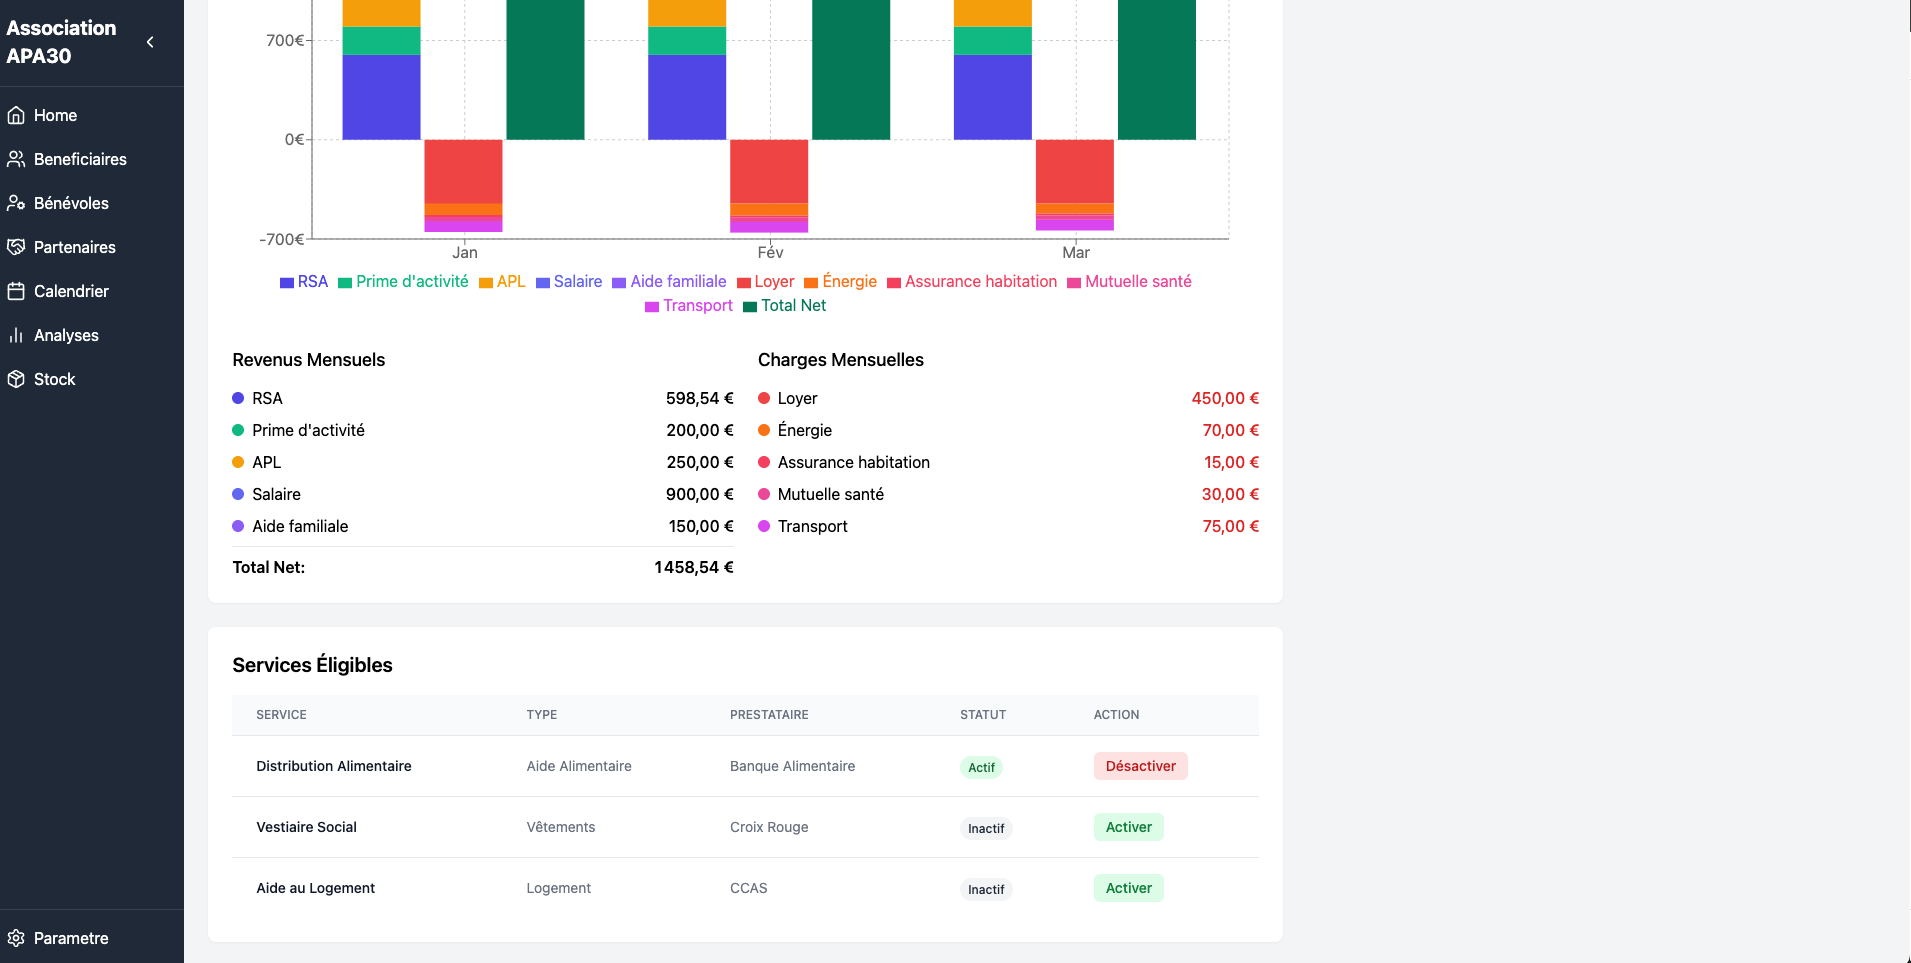 Association
APA30
Home
Beneficiaires
Bénévoles
Partenaires
Calendrier
Analyses
Stock
Parametre
700€
0€
-700€
Jan Fév Mar
RSA Prime d'activité APL Salaire Aide familiale Loyer Énergie Assurance habitation Mutuelle santé
Transport Total Net
Revenus Mensuels
RSA 598,54 €
Prime d'activité 200,00 €
APL 250,00 €
Salaire 900,00 €
Aide familiale 150,00 €
Total Net: 1458,54 €
Charges Mensuelles
Loyer 450,00 €
Énergie 70,00 €
Assurance habitation 15,00 €
Mutuelle santé 30,00 €
Transport 75,00 €
Services Éligibles
SERVICE TYPE PRESTATAIRE STATUT ACTION
Distribution Alimentaire Aide Alimentaire Banque Alimentaire Actif Désactiver
Vestiaire Social Vêtements Croix Rouge Inactif Activer
Aide au Logement Logement CCAS Inactif Activer